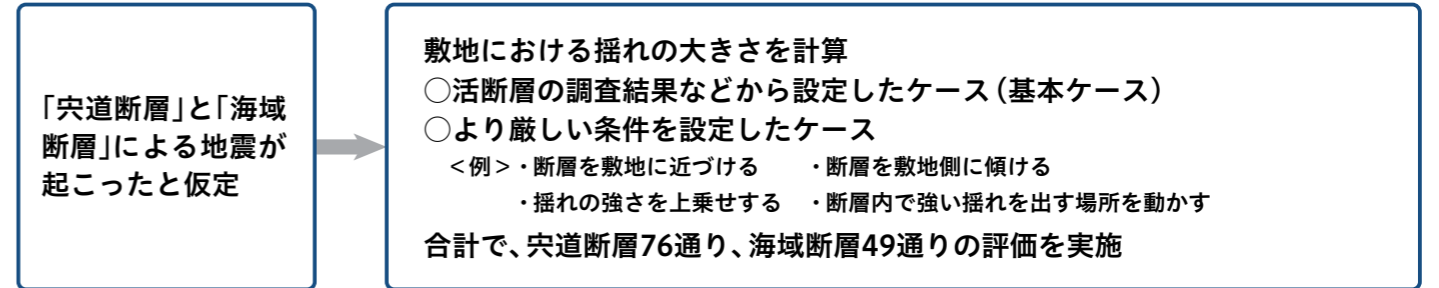 「宍道断層」と「海域
断層」による地震が
起こったと仮定
敷地における揺れの大きさを計算
○活断層の調査結果などから設定したケース（基本ケース）
○より厳しい条件を設定したケース
＜例＞・断層を敷地に近づける　・断層を敷地側に傾ける
・揺れの強さを上乗せする　・断層内で強い揺れを出す場所を動かす
合計で、宍道断層76通り、海域断層49通りの評価を実施